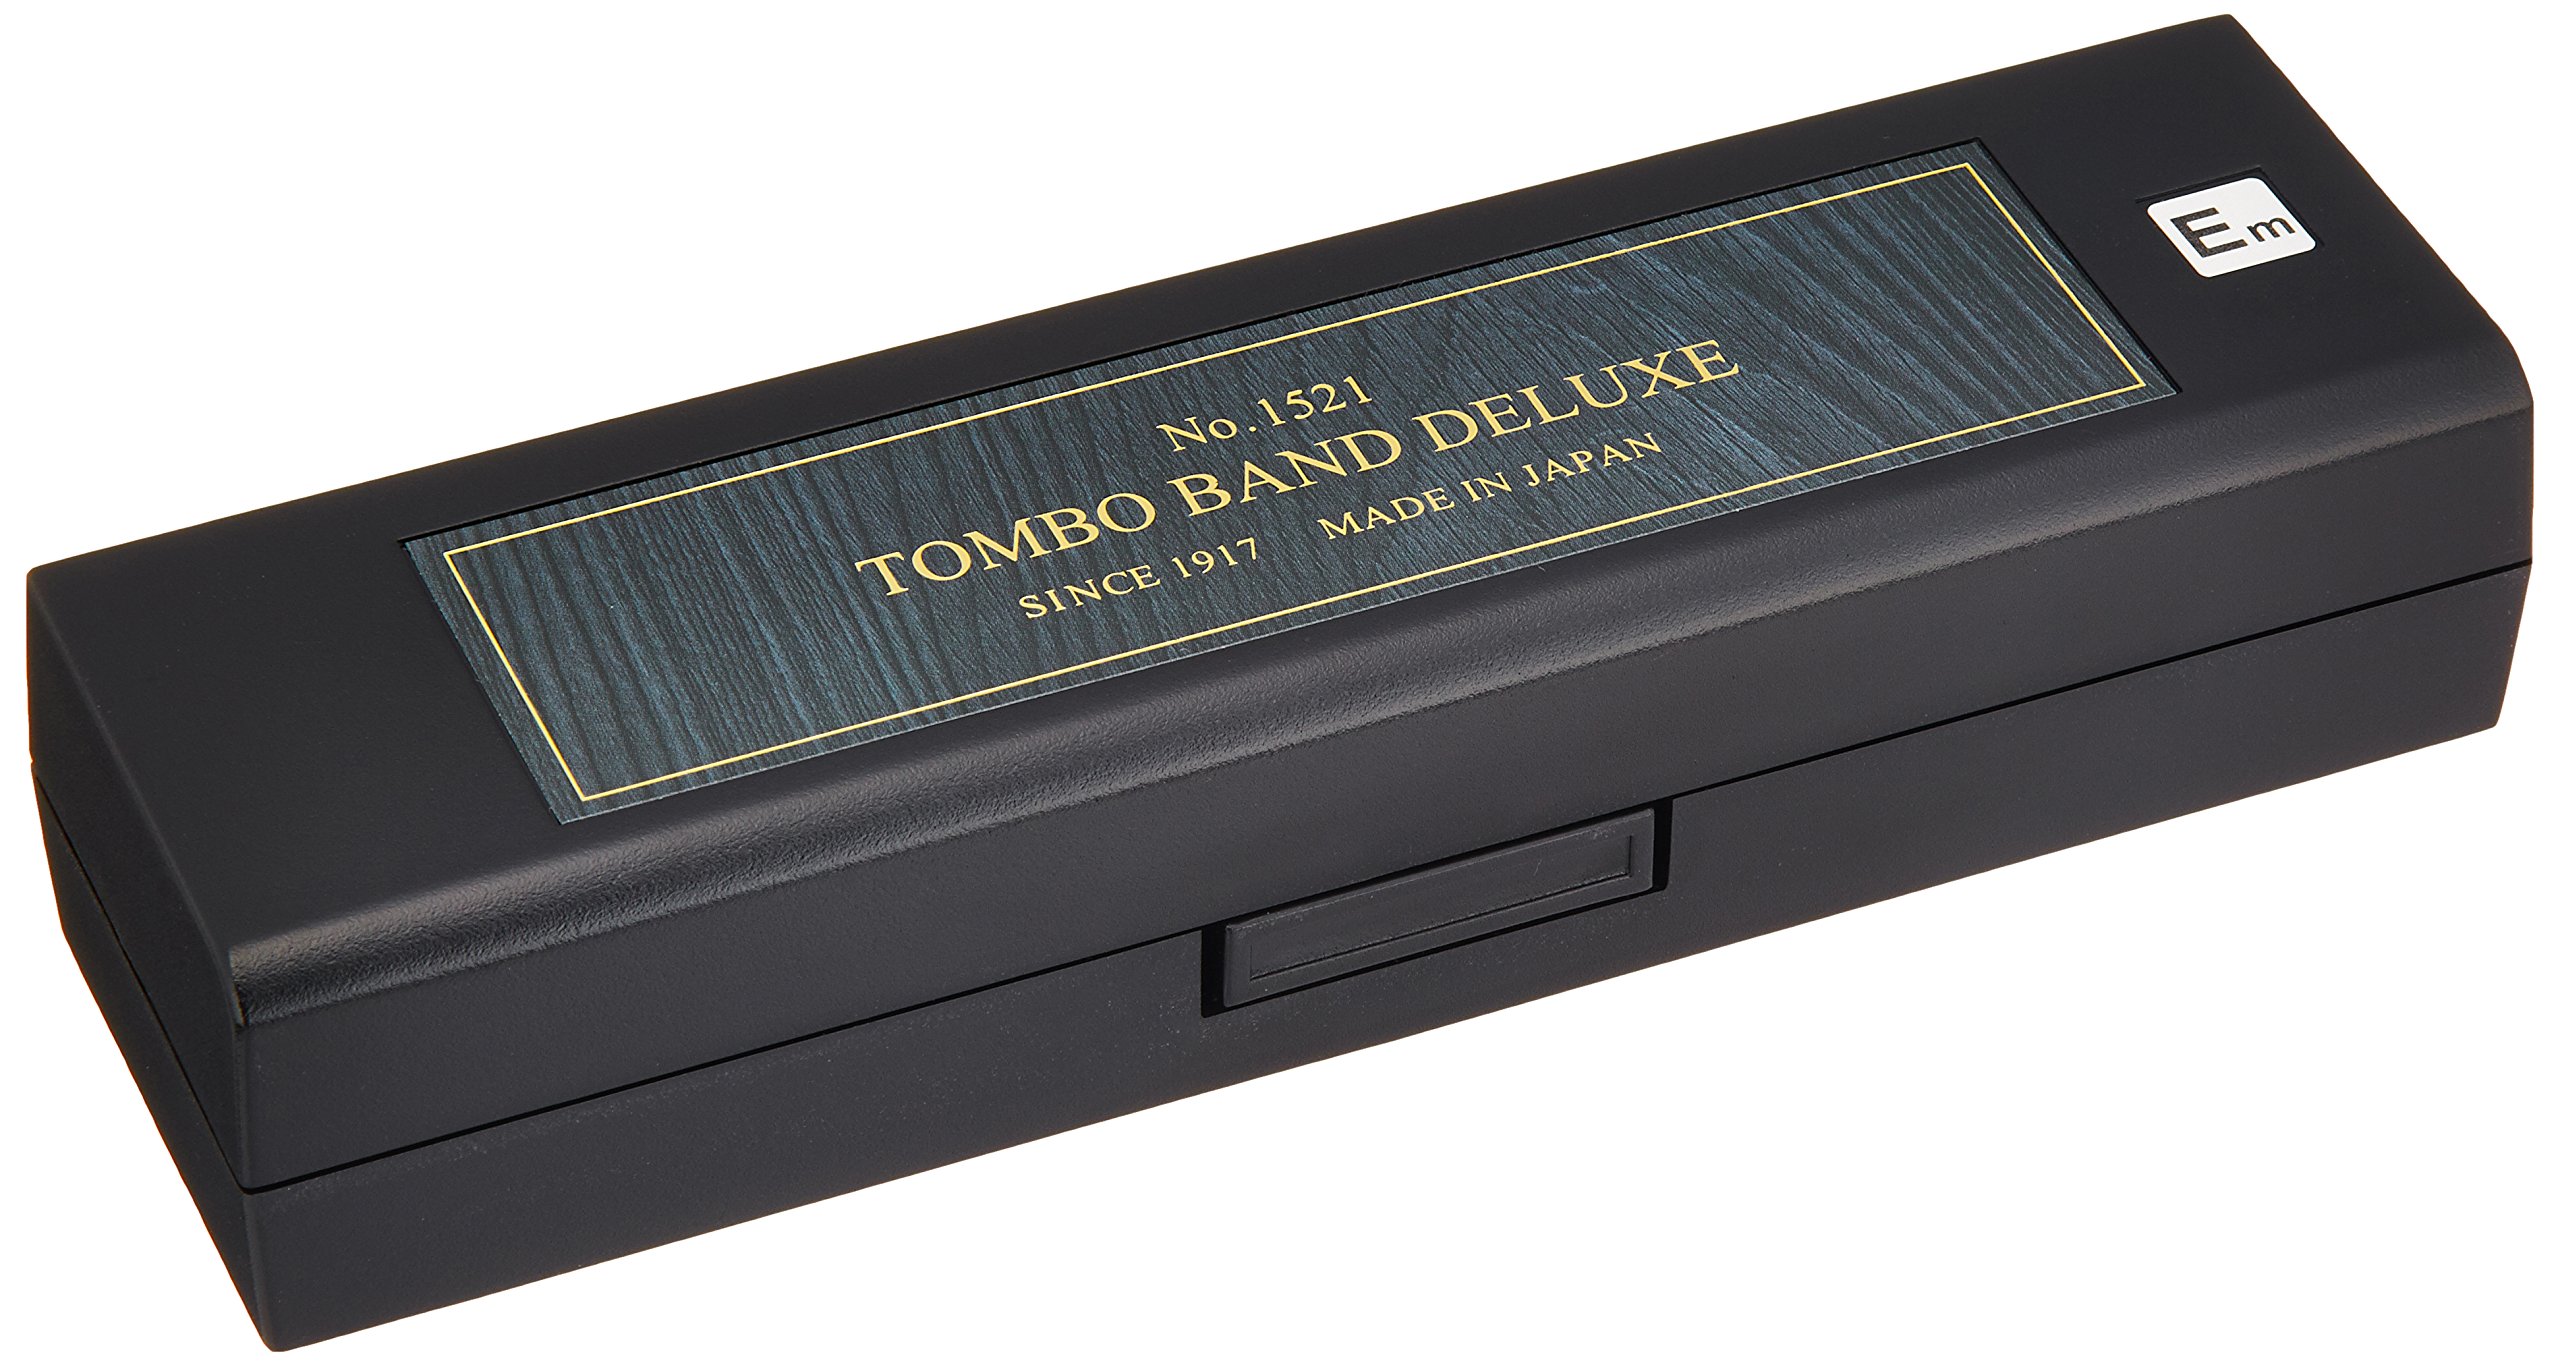 Em
No.1521
TOMBO BAND DELUXE
SINCE 1917 MADE IN JAPAN